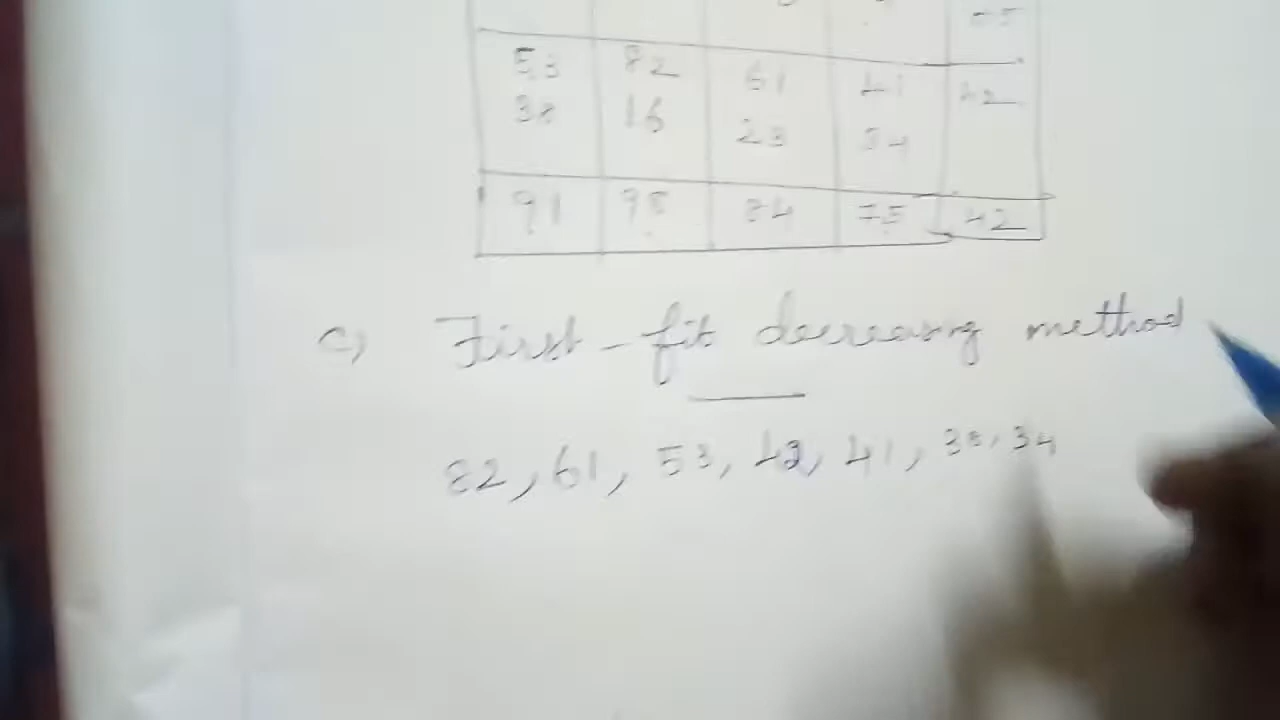 53 82 61 41 42
38 16 23 34
91 98 84 75 42
c) First-fit decreasing method
82, 61, 53, 42, 41, 38, 34